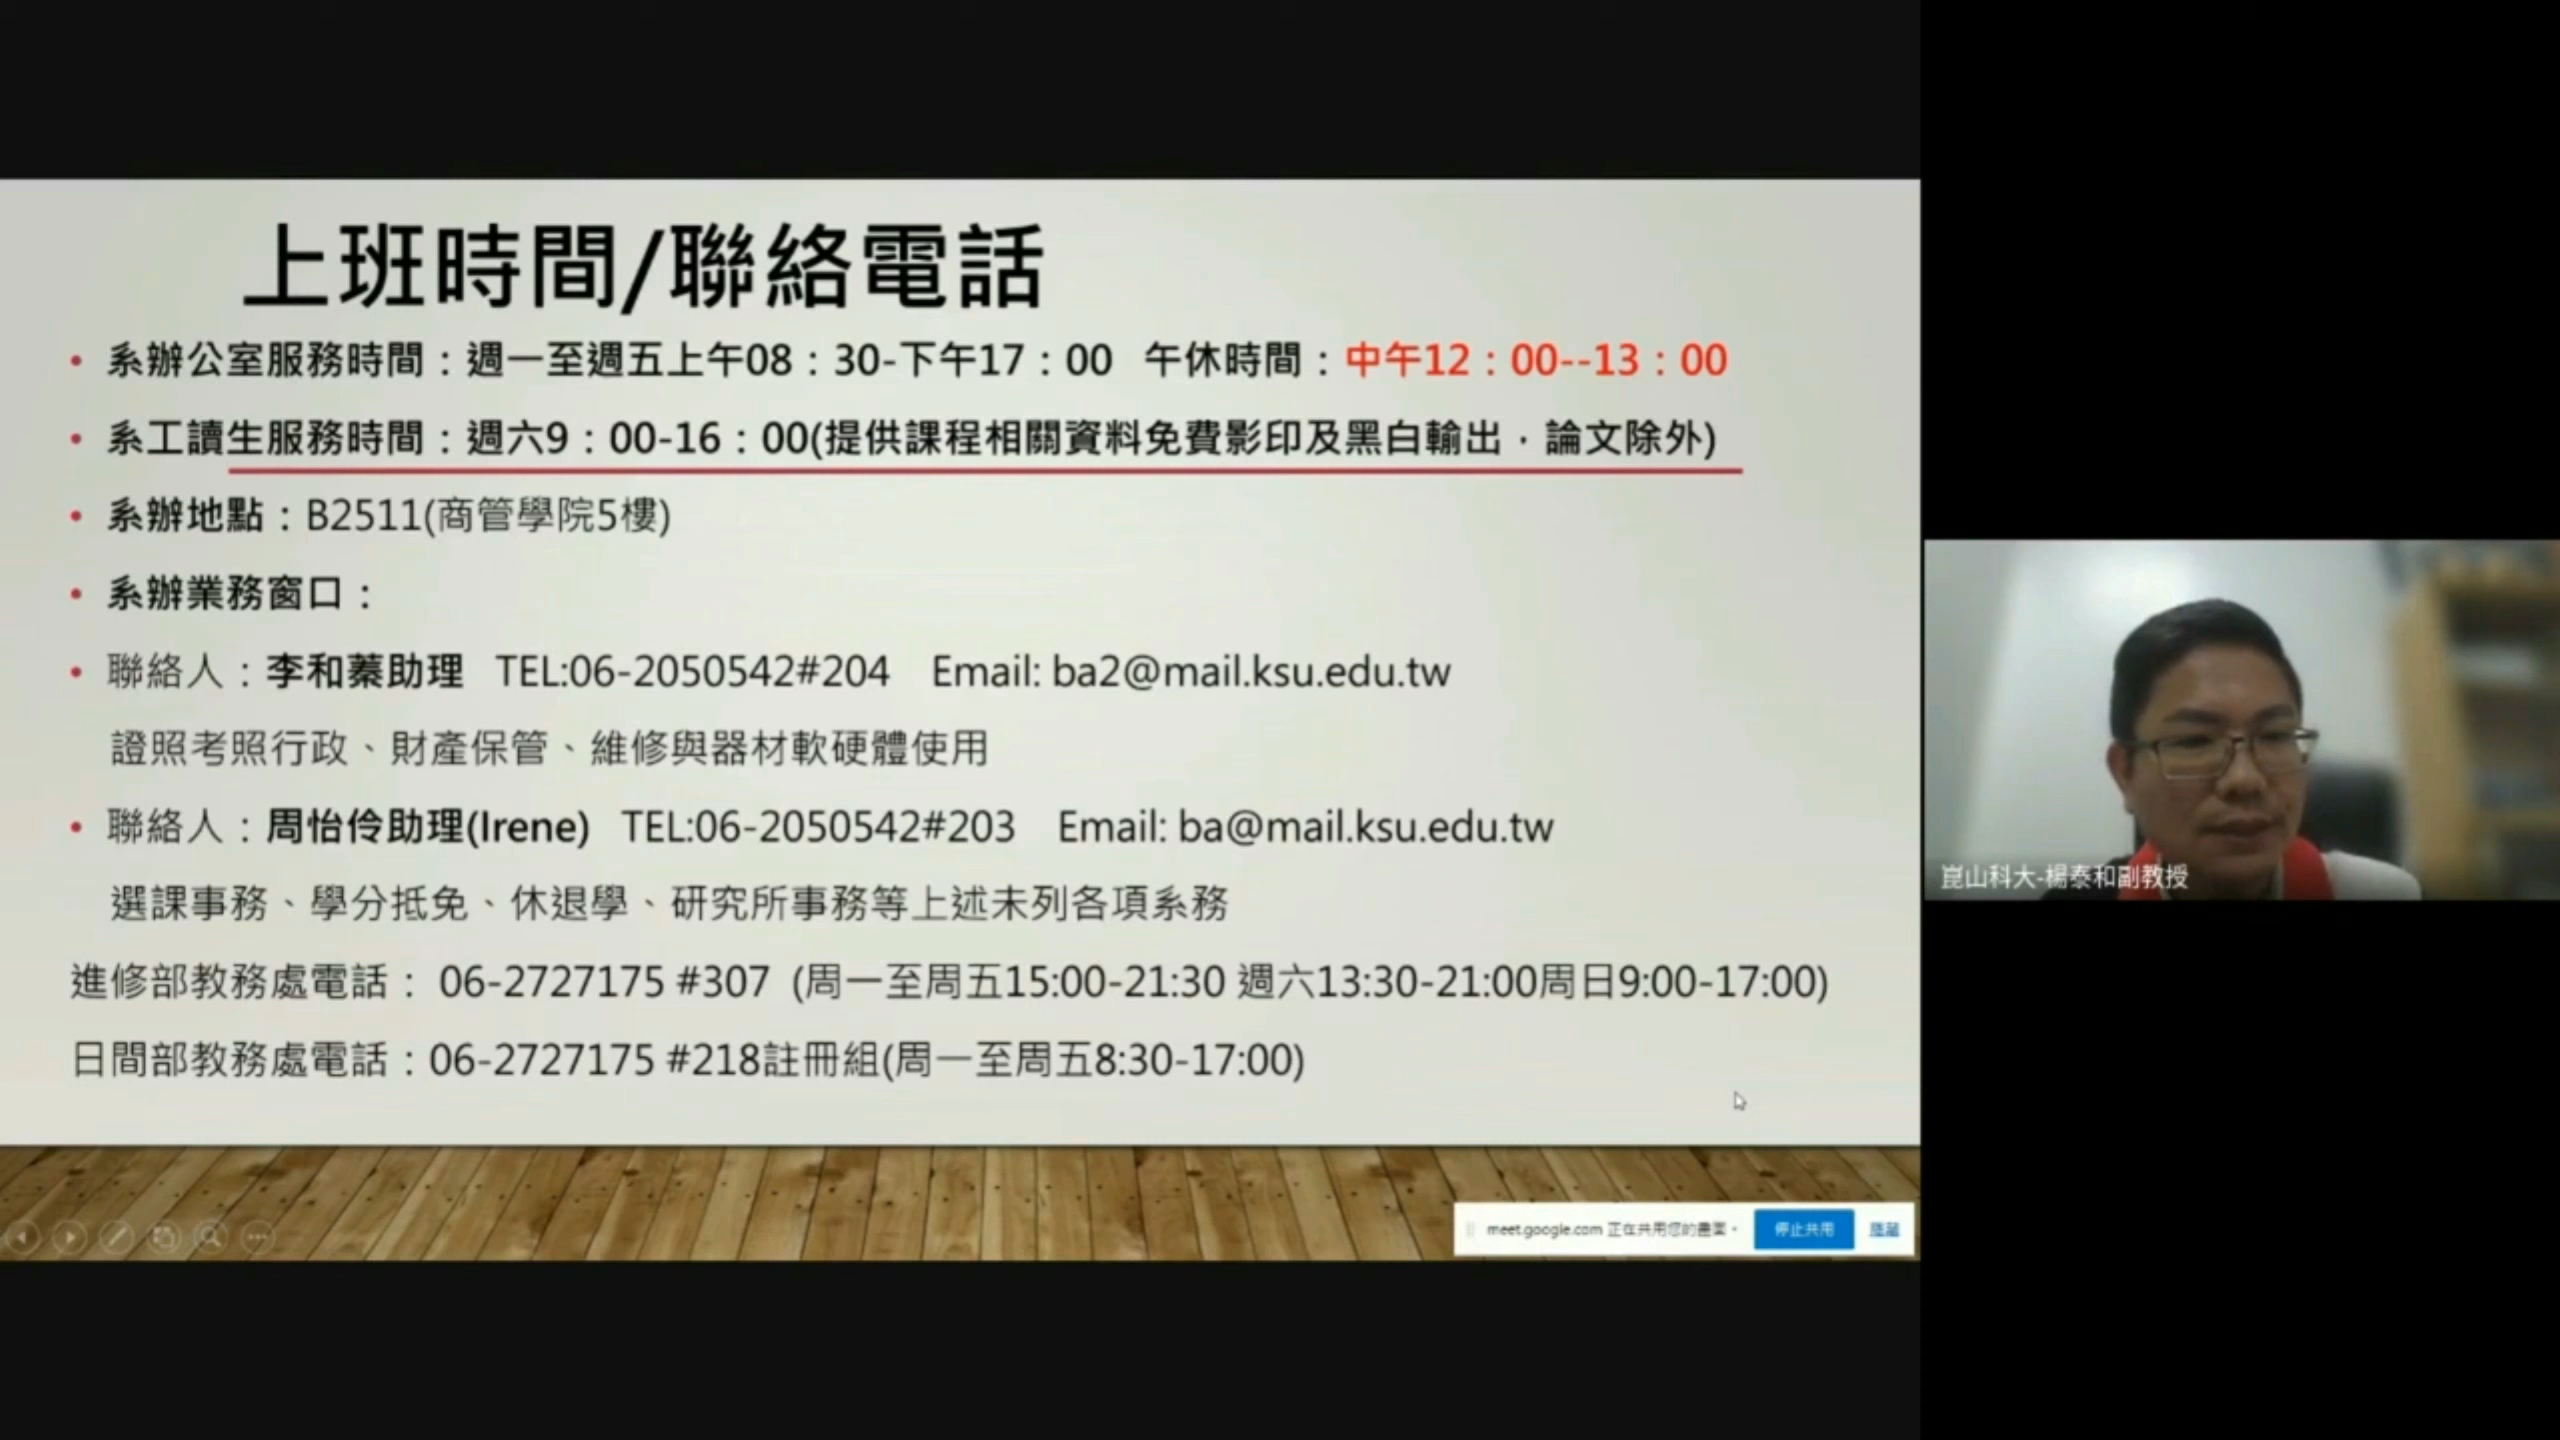 上班時間/聯絡電話
• 系辦公室服務時間：週一至週五上午08：30-下午17：00 午休時間：中午12：00--13：00
• 系工讀生服務時間：週六9：00-16：00(提供課程相關資料免費影印及黑白輸出，論文除外)
• 系辦地點：B2511(商管學院5樓)
• 系辦業務窗口：
• 聯絡人：李和蓁助理 TEL:06-2050542#204 Email: ba2@mail.ksu.edu.tw
證照考照行政、財產保管、維修與器材軟硬體使用
• 聯絡人：周怡伶助理(Irene) TEL:06-2050542#203 Email: ba@mail.ksu.edu.tw
選課事務、學分抵免、休退學、研究所事務等上述未列各項系務
進修部教務處電話： 06-2727175 #307 (周一至周五15:00-21:30 週六13:30-21:00周日9:00-17:00)
日間部教務處電話：06-2727175 #218註冊組(周一至周五8:30-17:00)
meet.google.com 正在共用您的畫面。 停止共用 隱藏
崑山科大-楊泰和副教授